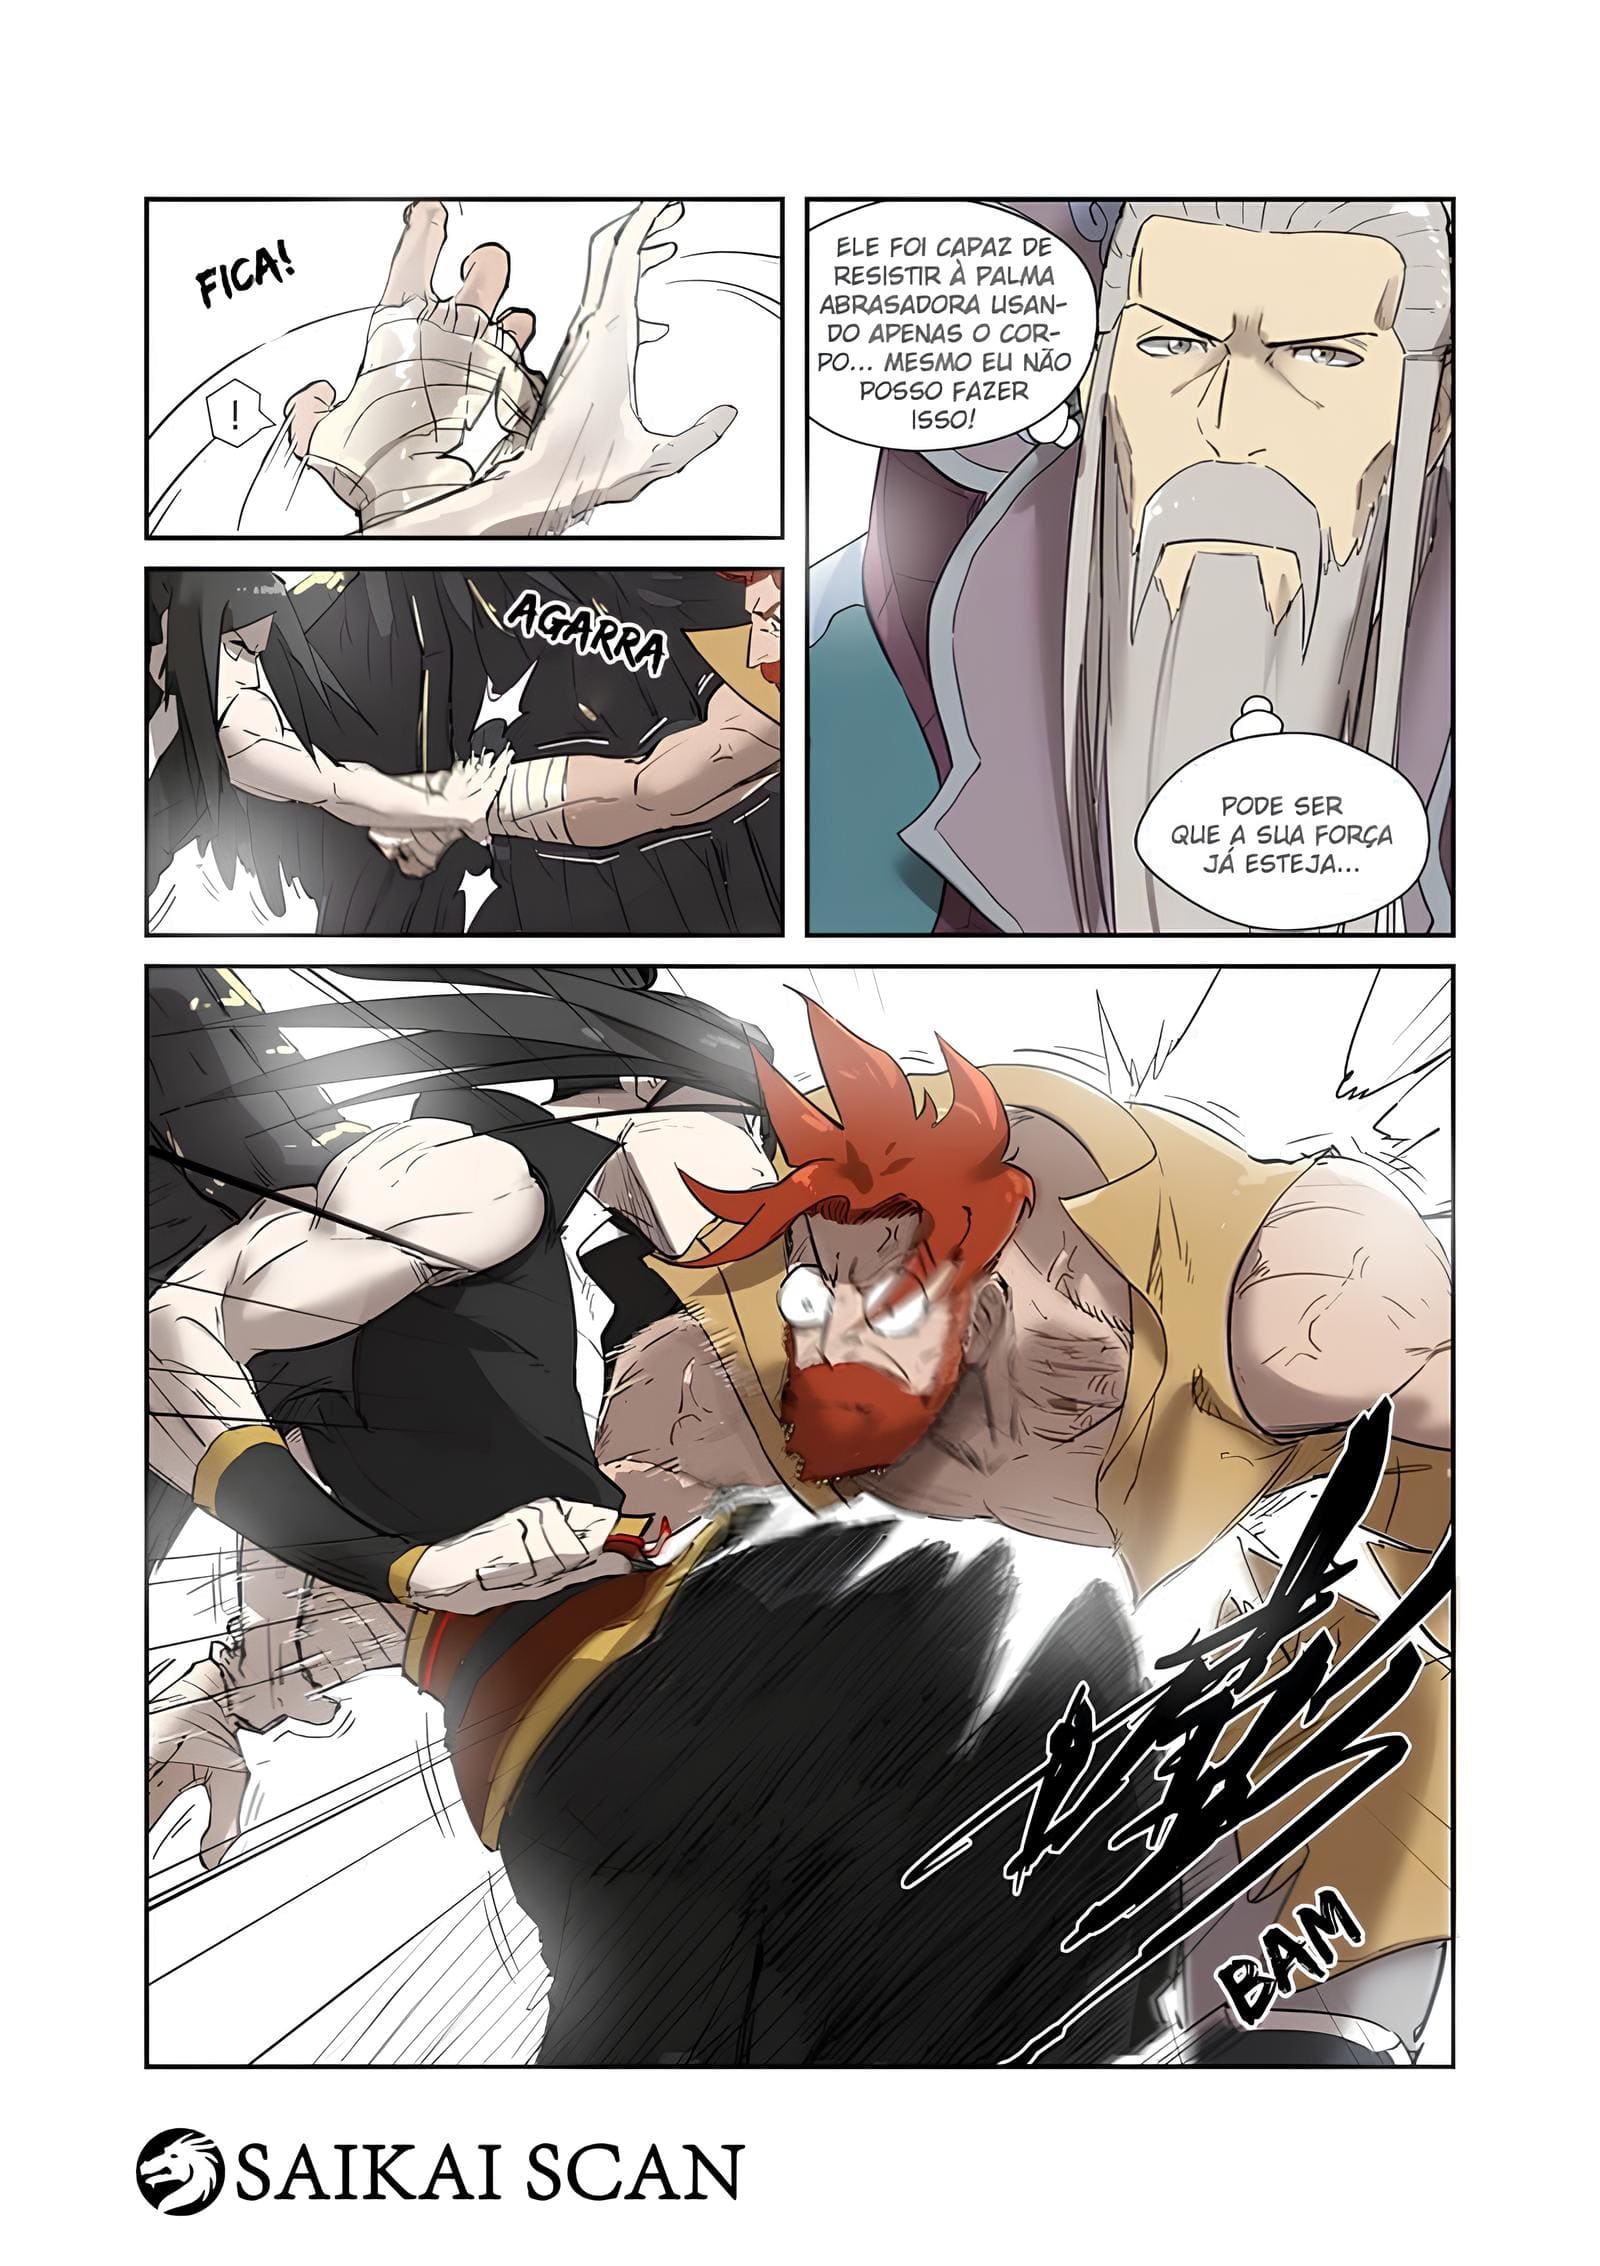 FICA!
!
ELE FOI CAPAZ DE
RESISTIR À PALMA
ABRASADORA USAN-
DO APENAS O COR-
PO... MESMO EU NÃO
POSSO FAZER
ISSO!
AGARRA
PODE SER
QUE A SUA FORÇA
JÁ ESTEJA...
BAM
SAIKAI SCAN